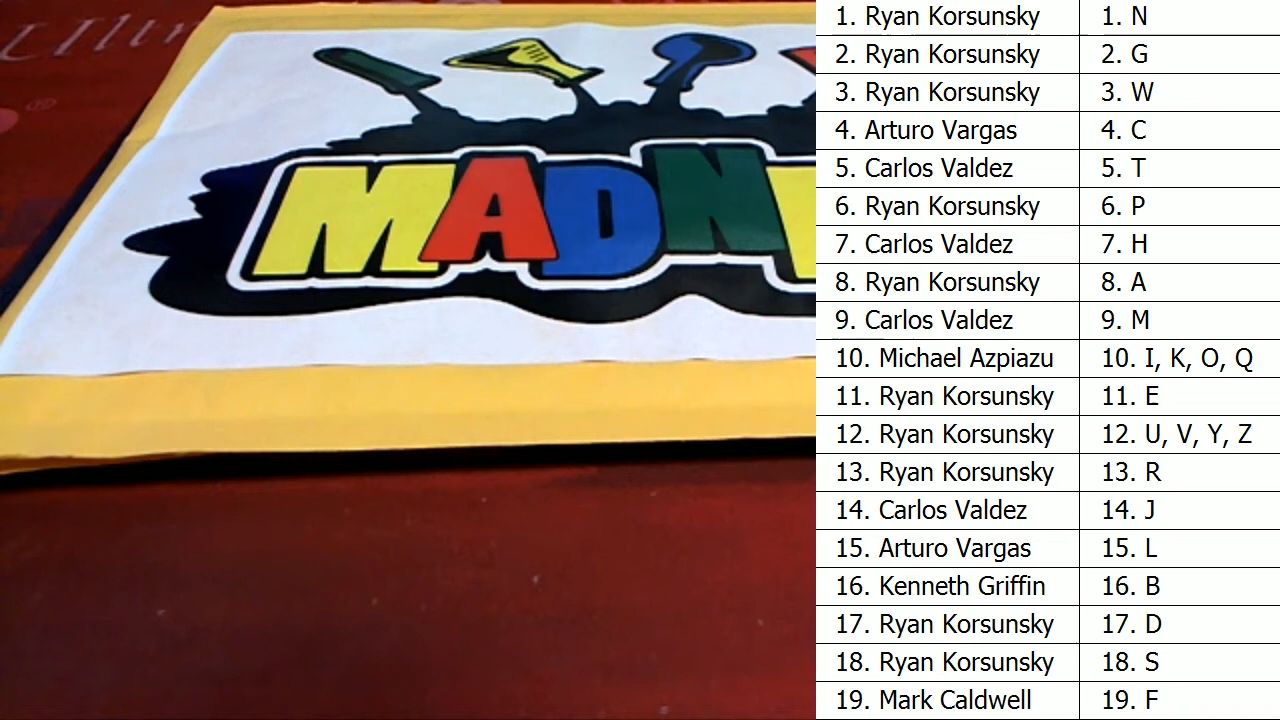 MADN
1. Ryan Korsunsky 1. N
2. Ryan Korsunsky 2. G
3. Ryan Korsunsky 3. W
4. Arturo Vargas 4. C
5. Carlos Valdez 5. T
6. Ryan Korsunsky 6. P
7. Carlos Valdez 7. H
8. Ryan Korsunsky 8. A
9. Carlos Valdez 9. M
10. Michael Azpiazu 10. I, K, O, Q
11. Ryan Korsunsky 11. E
12. Ryan Korsunsky 12. U, V, Y, Z
13. Ryan Korsunsky 13. R
14. Carlos Valdez 14. J
15. Arturo Vargas 15. L
16. Kenneth Griffin 16. B
17. Ryan Korsunsky 17. D
18. Ryan Korsunsky 18. S
19. Mark Caldwell 19. F